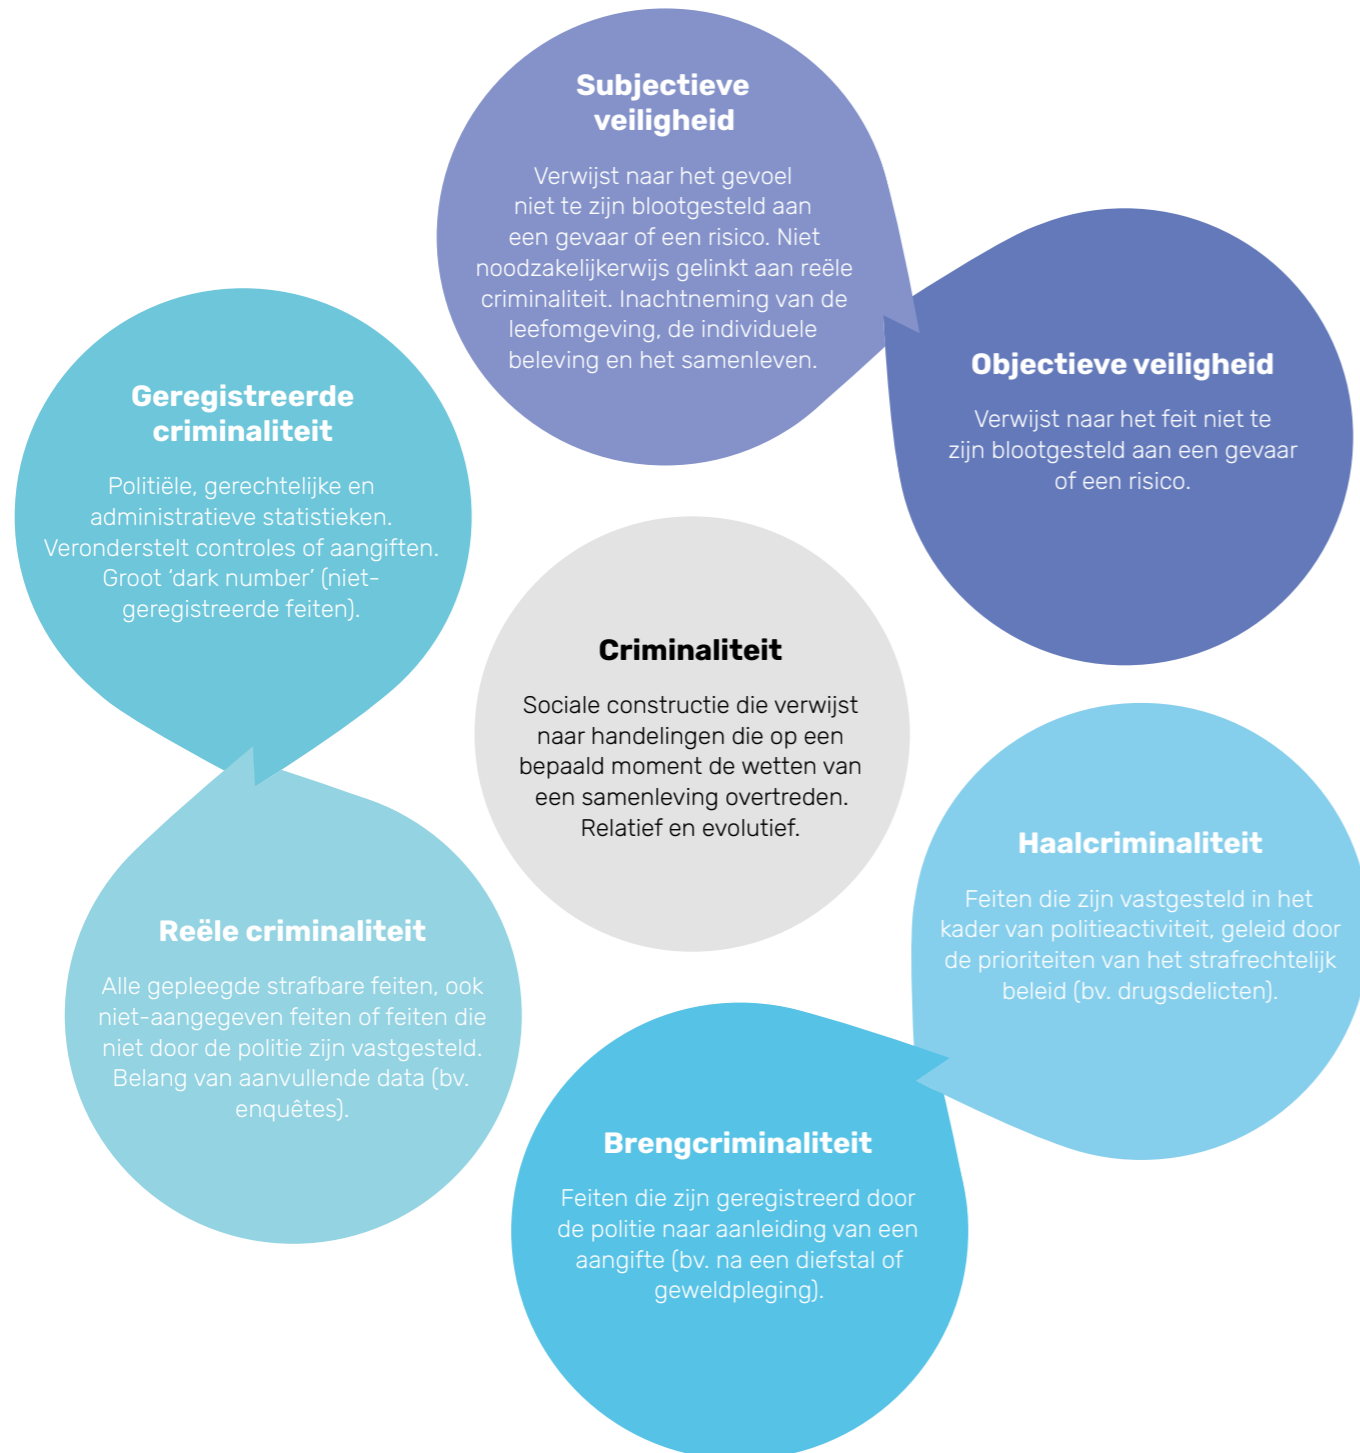 Subjectieve
veiligheid
Verwijst naar het gevoel
niet te zijn blootgesteld aan
een gevaar of een risico. Niet
noodzakelijkerwijs gelinkt aan reële
criminaliteit. Inachtneming van de
leefomgeving, de individuele
beleving en het samenleven.
Objectieve veiligheid
Verwijst naar het feit niet te
zijn blootgesteld aan een gevaar
of een risico.
Geregistreerde
criminaliteit
Politiële, gerechtelijke en
administratieve statistieken.
Veronderstelt controles of aangiften.
Groot ‘dark number’ (niet-
geregistreerde feiten).
Criminaliteit
Sociale constructie die verwijst
naar handelingen die op een
bepaald moment de wetten van
een samenleving overtreden.
Relatief en evolutief.
Haalcriminaliteit
Feiten die zijn vastgesteld in het
kader van politieactiviteit, geleid door
de prioriteiten van het strafrechtelijk
beleid (bv. drugsdelicten).
Reële criminaliteit
Alle gepleegde strafbare feiten, ook
niet-aangegeven feiten of feiten die
niet door de politie zijn vastgesteld.
Belang van aanvullende data (bv.
enquêtes).
Brengcriminaliteit
Feiten die zijn geregistreerd door
de politie naar aanleiding van een
aangifte (bv. na een diefstal of
geweldpleging).